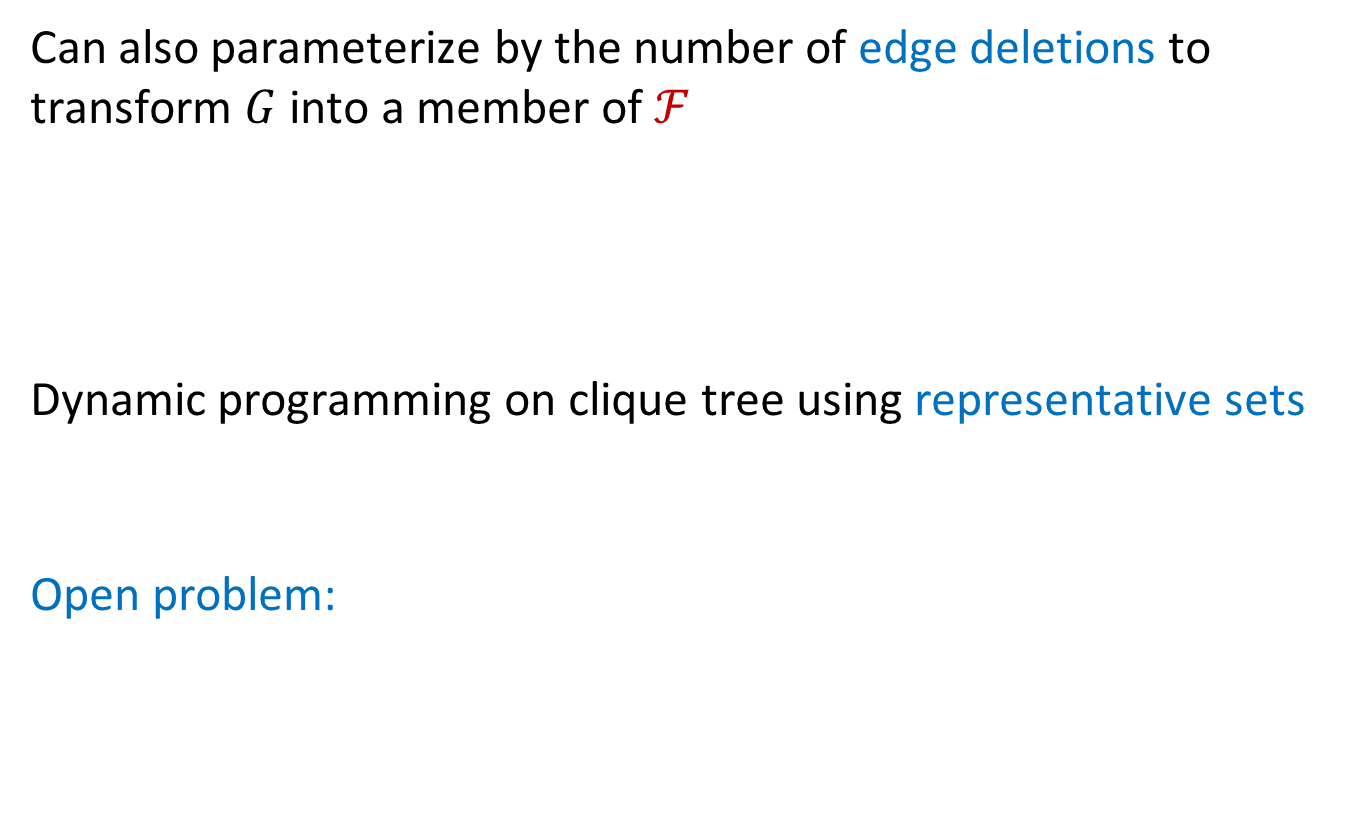 Can also parameterize by the number of edge deletions to
transform 𝐺 into a member of ℱ
Dynamic programming on clique tree using representative sets
Open problem: